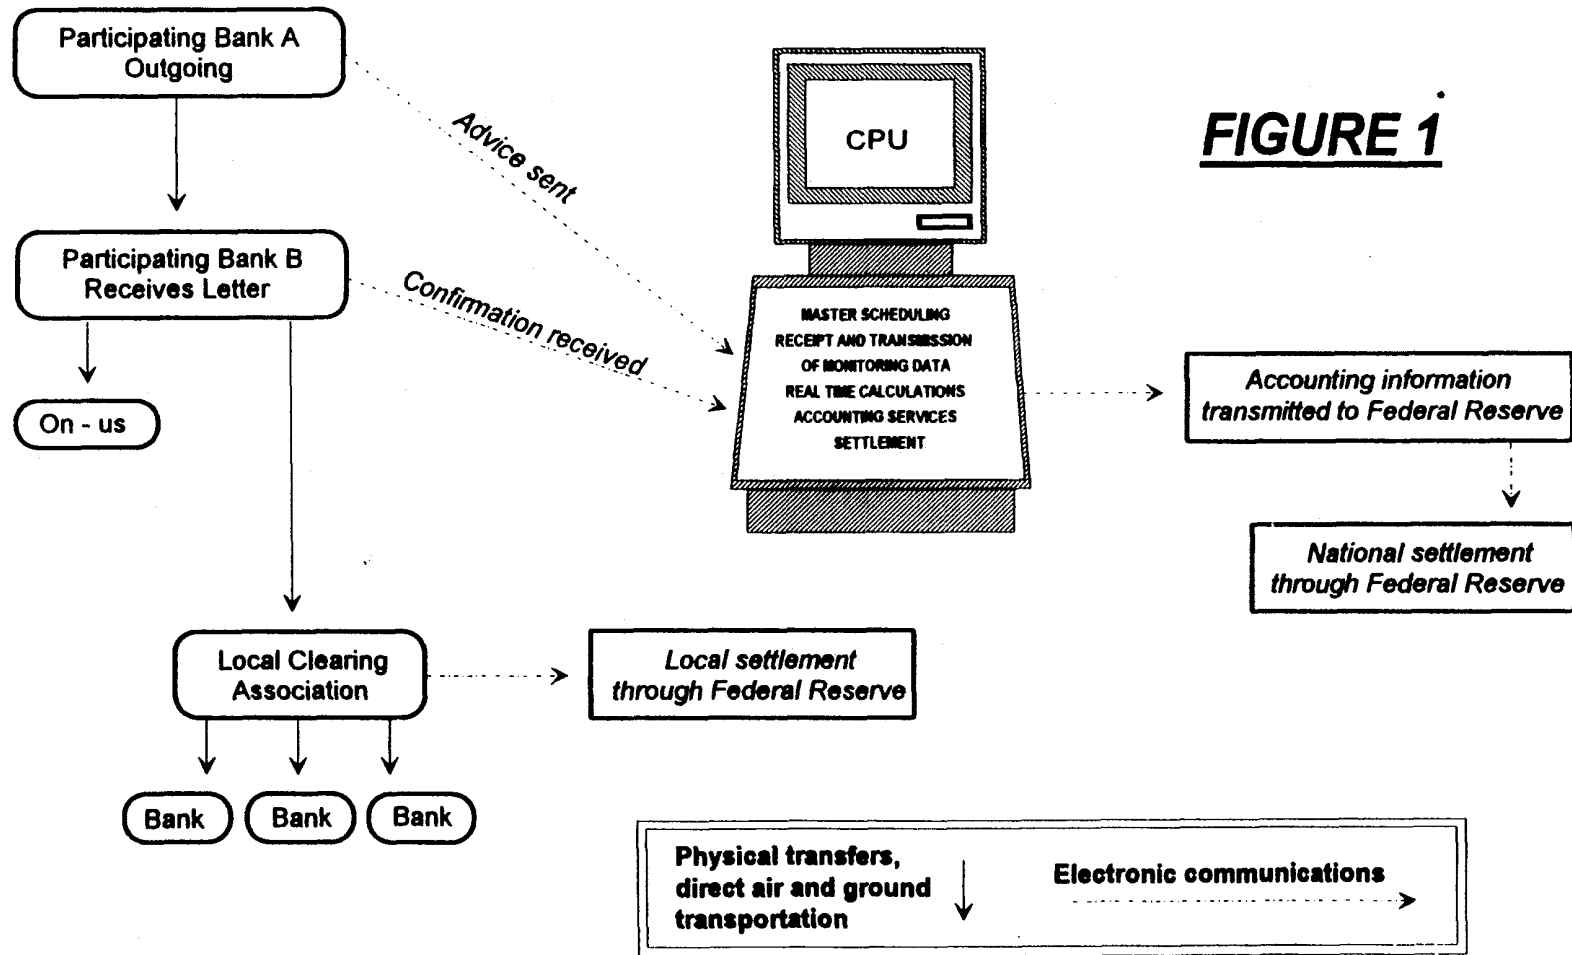 Participating Bank A
Outgoing
Advice sent
CPU
FIGURE 1
Participating Bank B
Receives Letter
Confirmation received
MASTER SCHEDULING
RECEIPT AND TRANSMISSION
OF MONITORING DATA
REAL TIME CALCULATIONS
ACCOUNTING SERVICES
SETTLEMENT
Accounting information
transmitted to Federal Reserve
On - us
National settlement
through Federal Reserve
Local Clearing
Association
Local settlement
through Federal Reserve
Bank
Bank
Bank
Physical transfers,
direct air and ground
transportation
Electronic communications